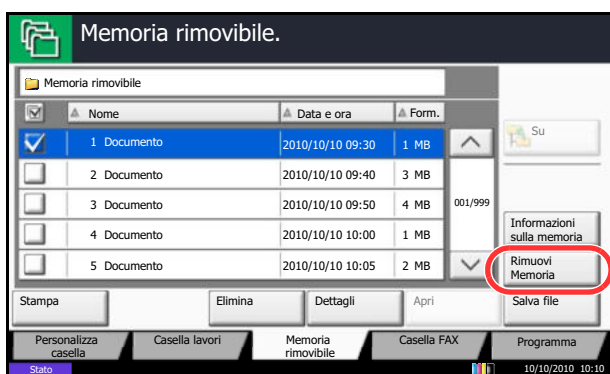 Memoria rimovibile.
Memoria rimovibile
Nome Data e ora Form.
1 Documento 2010/10/10 09:30 1 MB
Su
2 Documento 2010/10/10 09:40 3 MB
3 Documento 2010/10/10 09:50 4 MB
001/999
4 Documento 2010/10/10 10:00 1 MB
Informazioni
sulla memoria
5 Documento 2010/10/10 10:05 2 MB
Rimuovi
Memoria
Stampa Elimina Dettagli Apri Salva file
Personalizza
casella
Casella lavori
Memoria
rimovibile
Casella FAX
Programma
Stato 10/10/2010 10:10